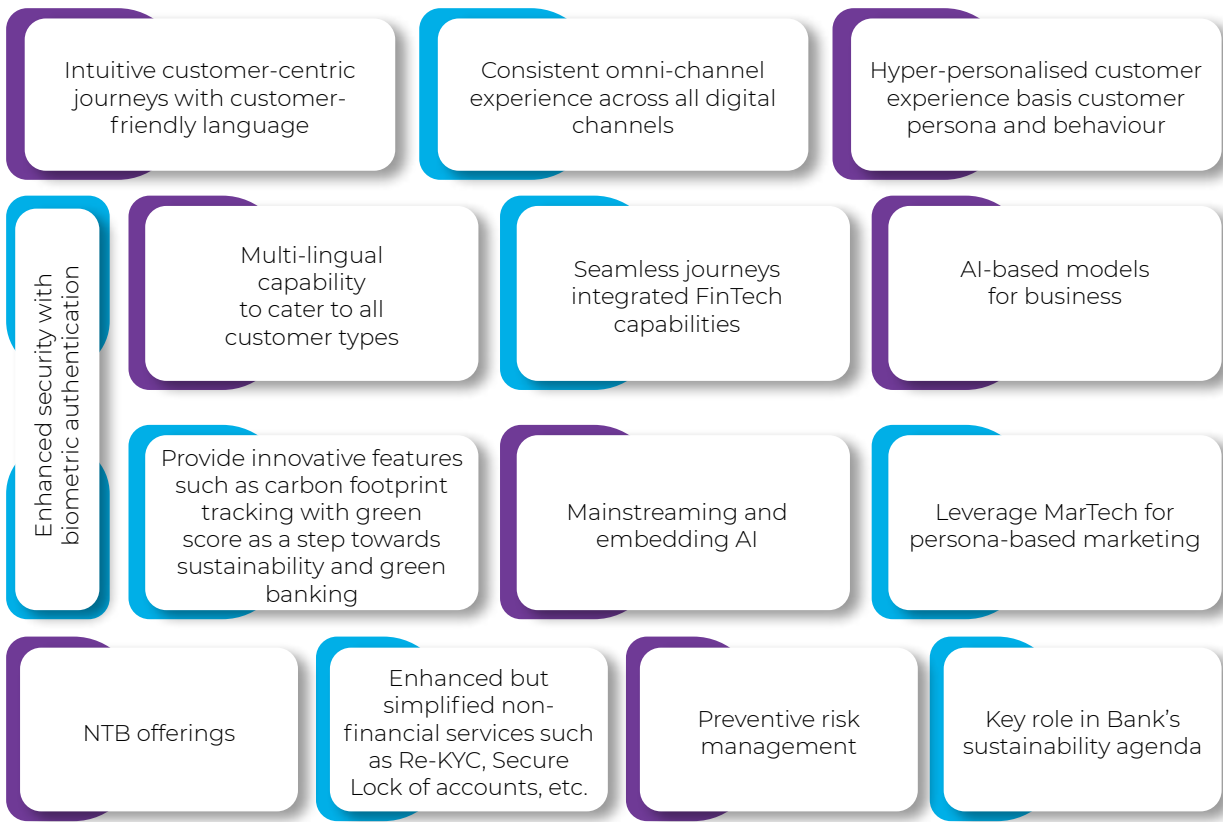 Intuitive customer-centric
journeys with customer-
friendly language
Consistent omni-channel
experience across all digital
channels
Hyper-personalised customer
experience basis customer
persona and behaviour
Enhanced security with
biometric authentication
Multi-lingual
capability
to cater to all
customer types
Seamless journeys
integrated FinTech
capabilities
AI-based models
for business
Provide innovative features
such as carbon footprint
tracking with green
score as a step towards
sustainability and green
banking
Mainstreaming and
embedding AI
Leverage MarTech for
persona-based marketing
NTB offerings
Enhanced but
simplified non-
financial services such
as Re-KYC, Secure
Lock of accounts, etc.
Preventive risk
management
Key role in Bank’s
sustainability agenda